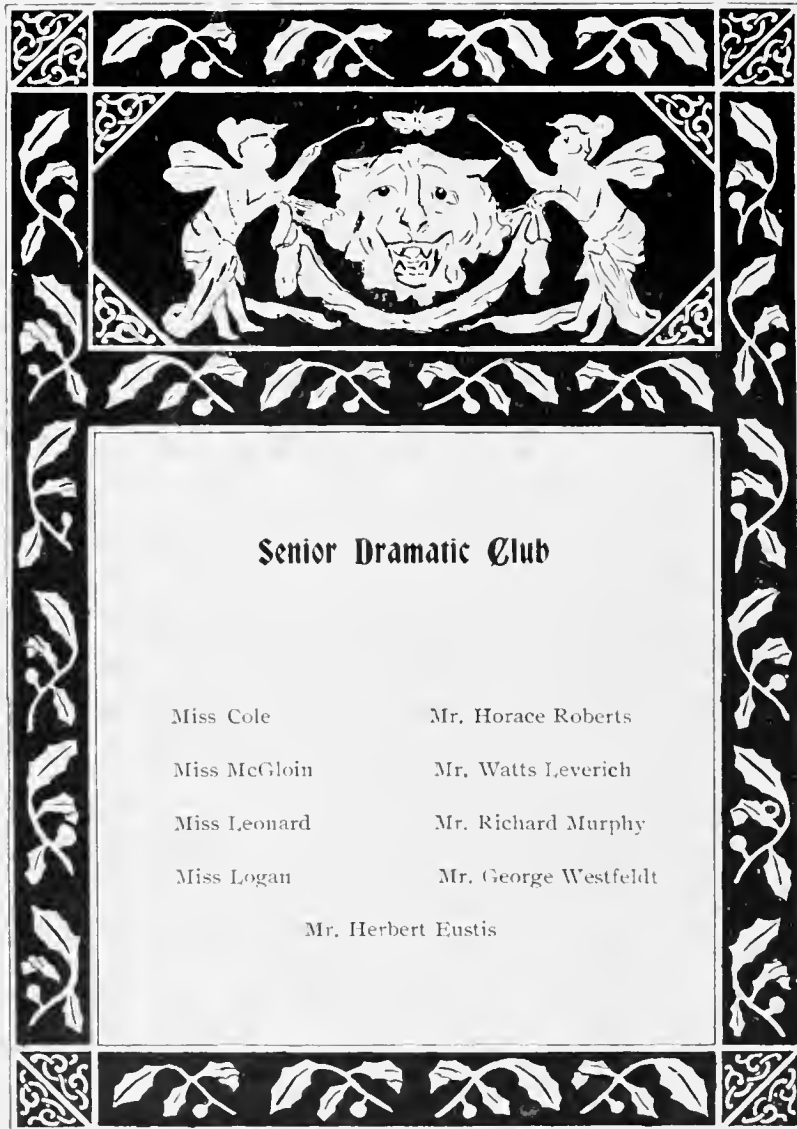 Senior Dramatic Club
Miss Cole Mr. Horace Roberts
Miss McGloin Mr. Watts Leverich
Miss Leonard Mr. Richard Murphy
Miss Logan Mr. George Westfeldt
Mr. Herbert Eustis